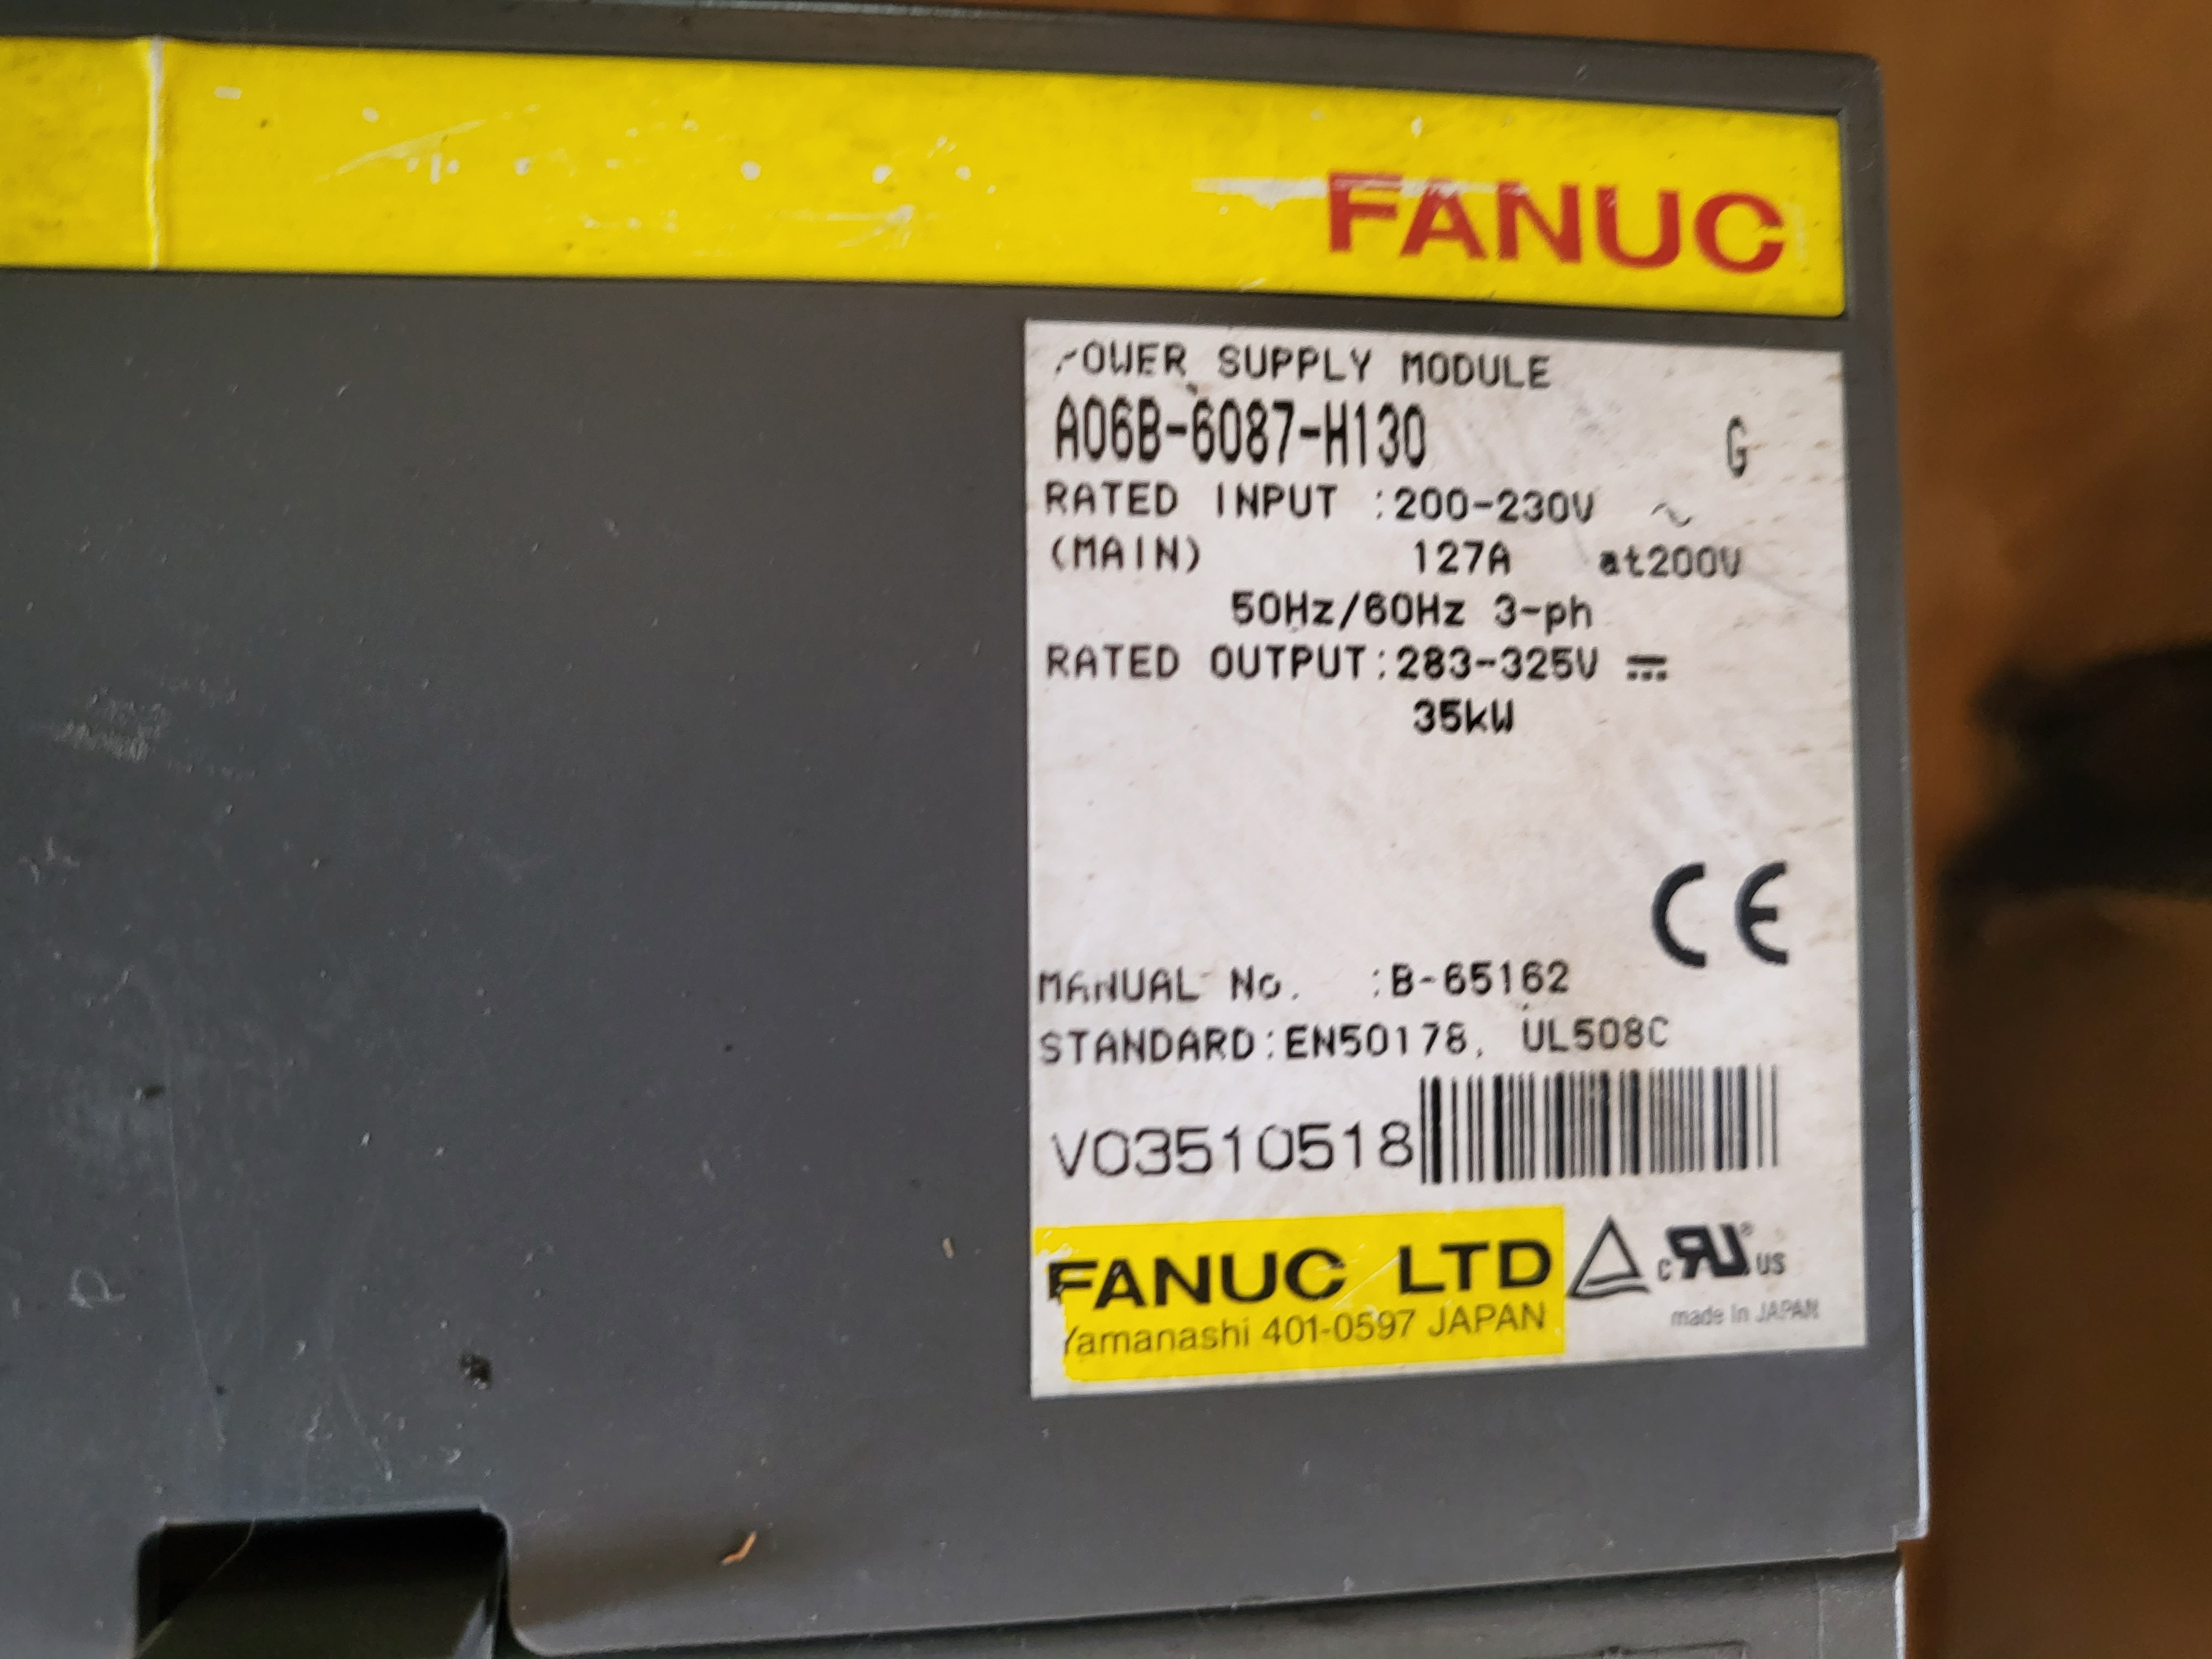 FANUC
POWER SUPPLY MODULE
A06B-6087-H130 G
RATED INPUT :200-230V ~
(MAIN) 127A at200V
50Hz/60Hz 3-ph
RATED OUTPUT:283-325V ⎓
35kW
CE
MANUAL No. :B-65162
STANDARD:EN50178, UL508C
V03510518
FANUC LTD
Yamanashi 401-0597 JAPAN
c RU ® US
made in JAPAN